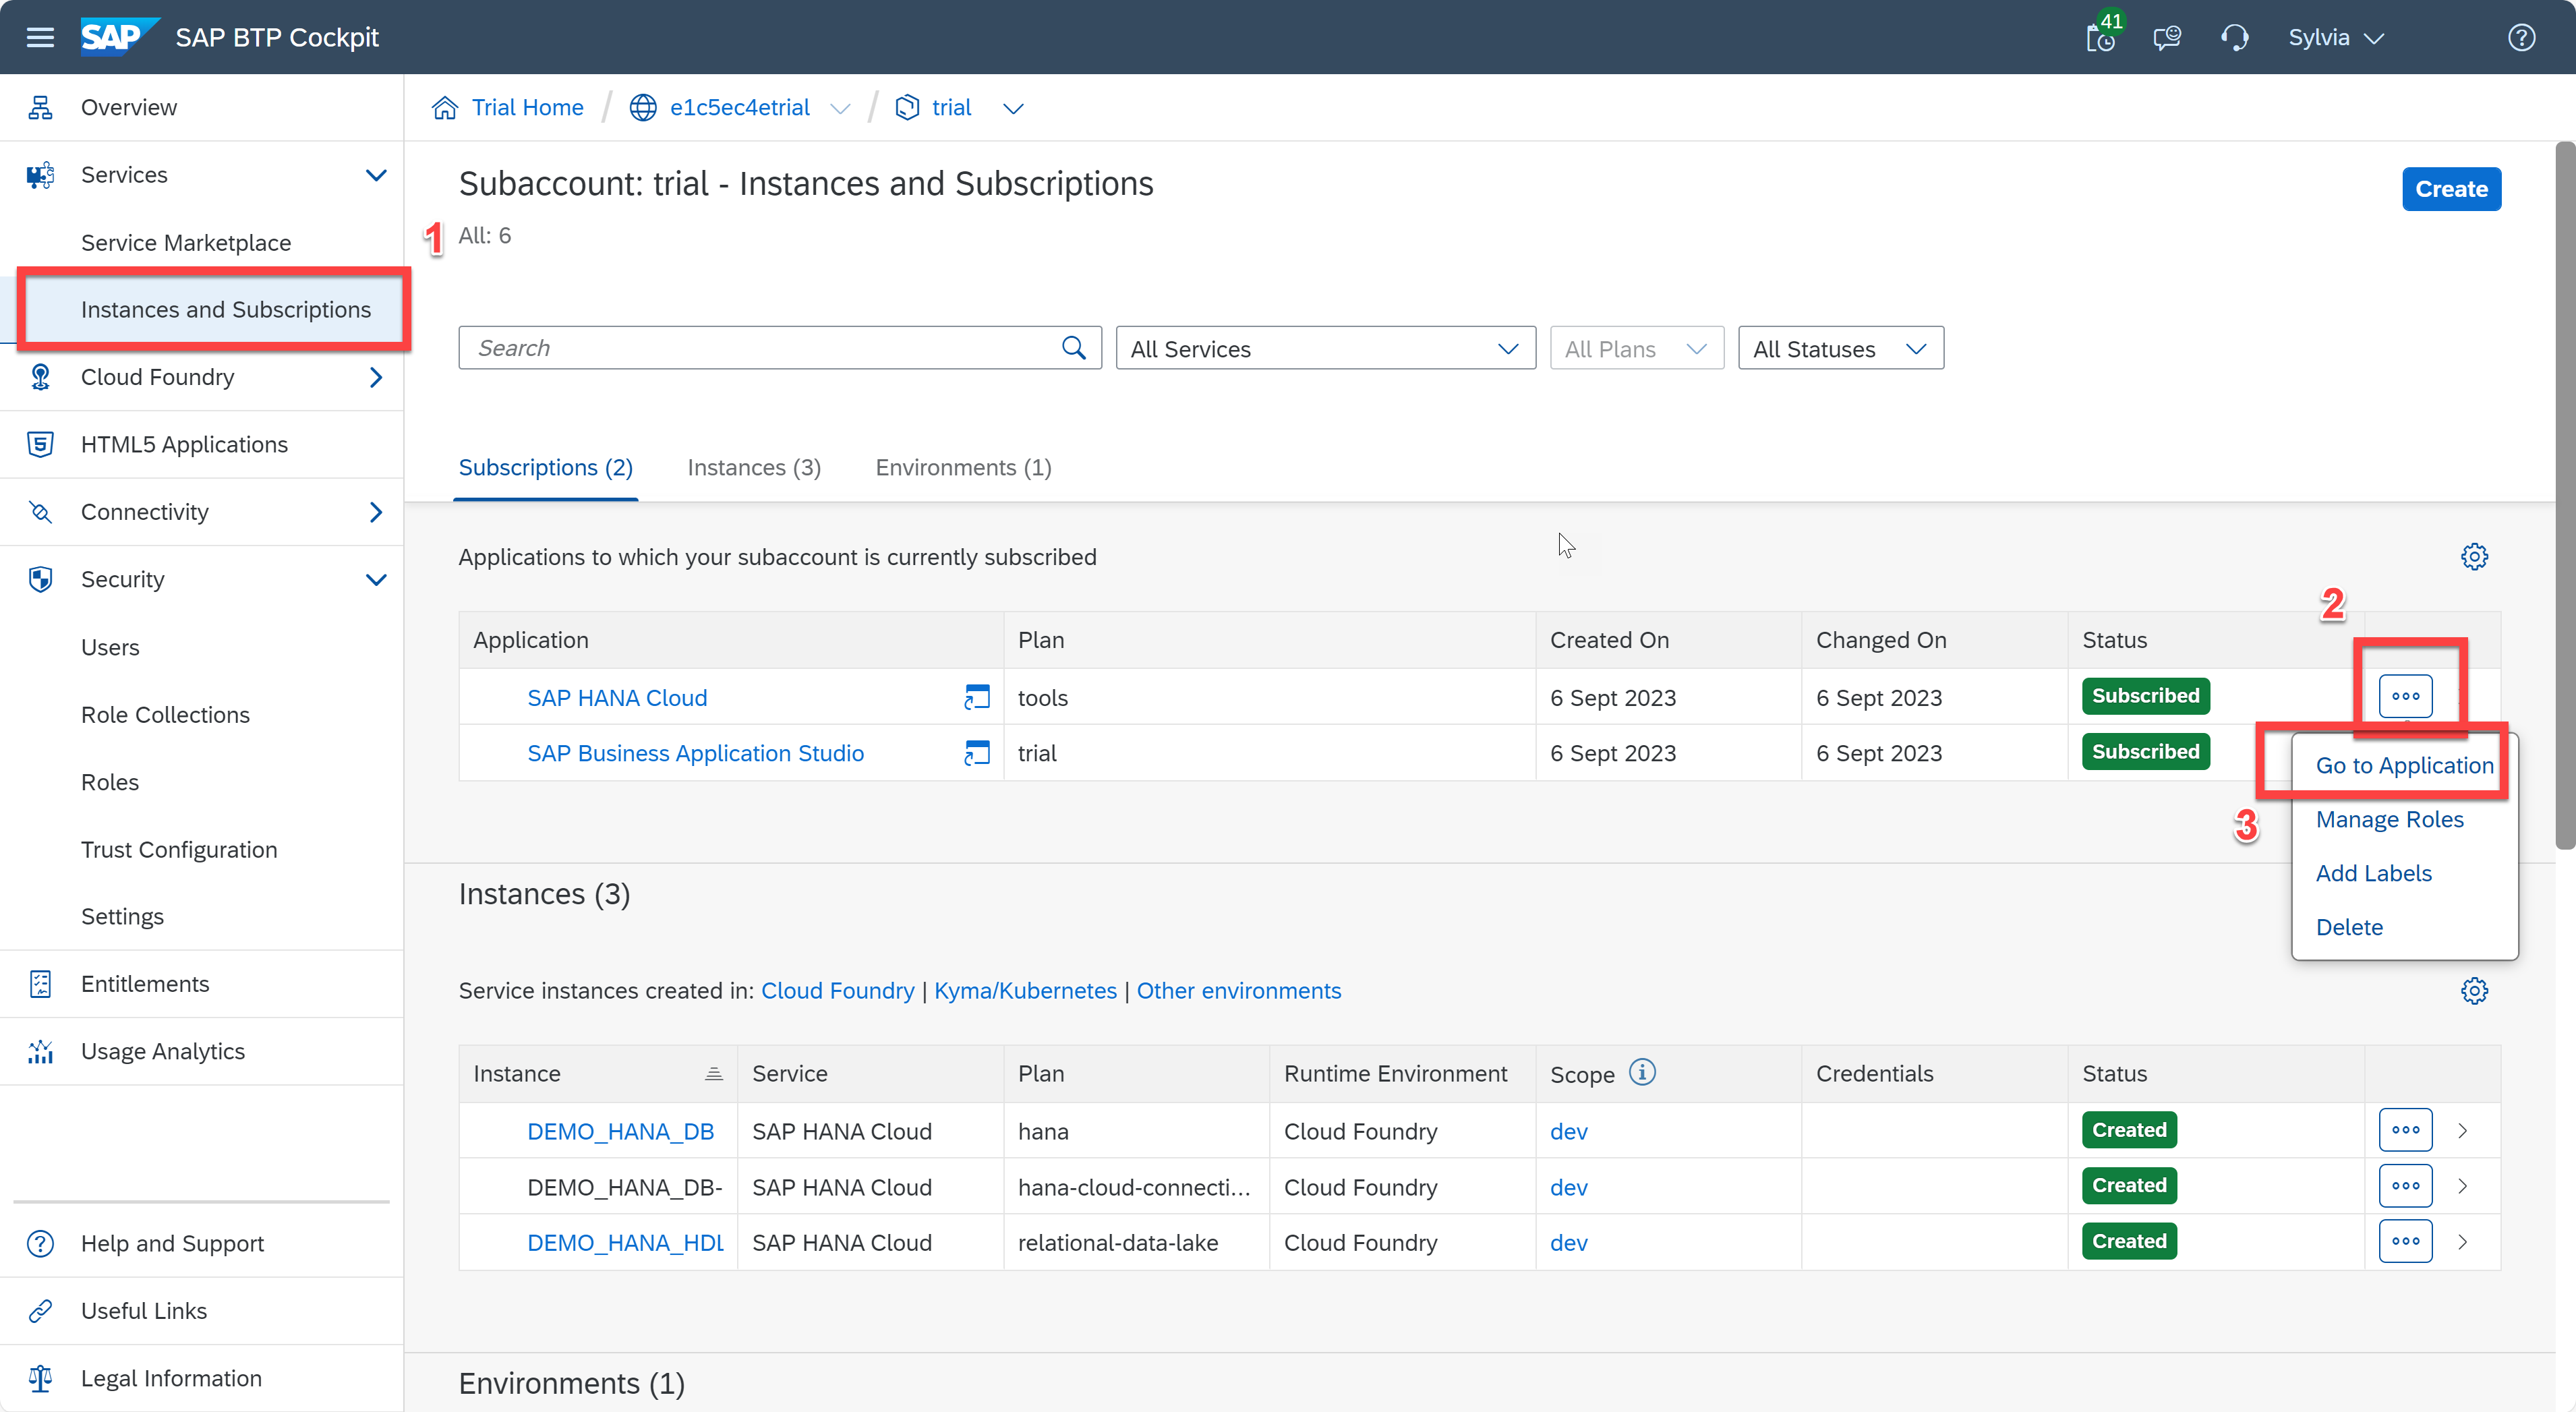 SAP SAP BTP Cockpit
41
Sylvia
Overview
Services
Service Marketplace
Instances and Subscriptions
Cloud Foundry
HTML5 Applications
Connectivity
Security
Users
Role Collections
Roles
Trust Configuration
Settings
Entitlements
Usage Analytics
Help and Support
Useful Links
Legal Information
Trial Home / e1c5ec4etrial / trial
Subaccount: trial - Instances and Subscriptions
Create
1
All: 6
Search
All Services
All Plans
All Statuses
Subscriptions (2) Instances (3) Environments (1)
Applications to which your subaccount is currently subscribed
2
Application Plan Created On Changed On Status
SAP HANA Cloud tools 6 Sept 2023 6 Sept 2023 Subscribed
SAP Business Application Studio trial 6 Sept 2023 6 Sept 2023 Subscribed
Go to Application
3
Manage Roles
Add Labels
Delete
Instances (3)
Service instances created in: Cloud Foundry | Kyma/Kubernetes | Other environments
Instance Service Plan Runtime Environment Scope Credentials Status
DEMO_HANA_DB SAP HANA Cloud hana Cloud Foundry dev Created
DEMO_HANA_DB- SAP HANA Cloud hana-cloud-connecti... Cloud Foundry dev Created
DEMO_HANA_HDL SAP HANA Cloud relational-data-lake Cloud Foundry dev Created
Environments (1)